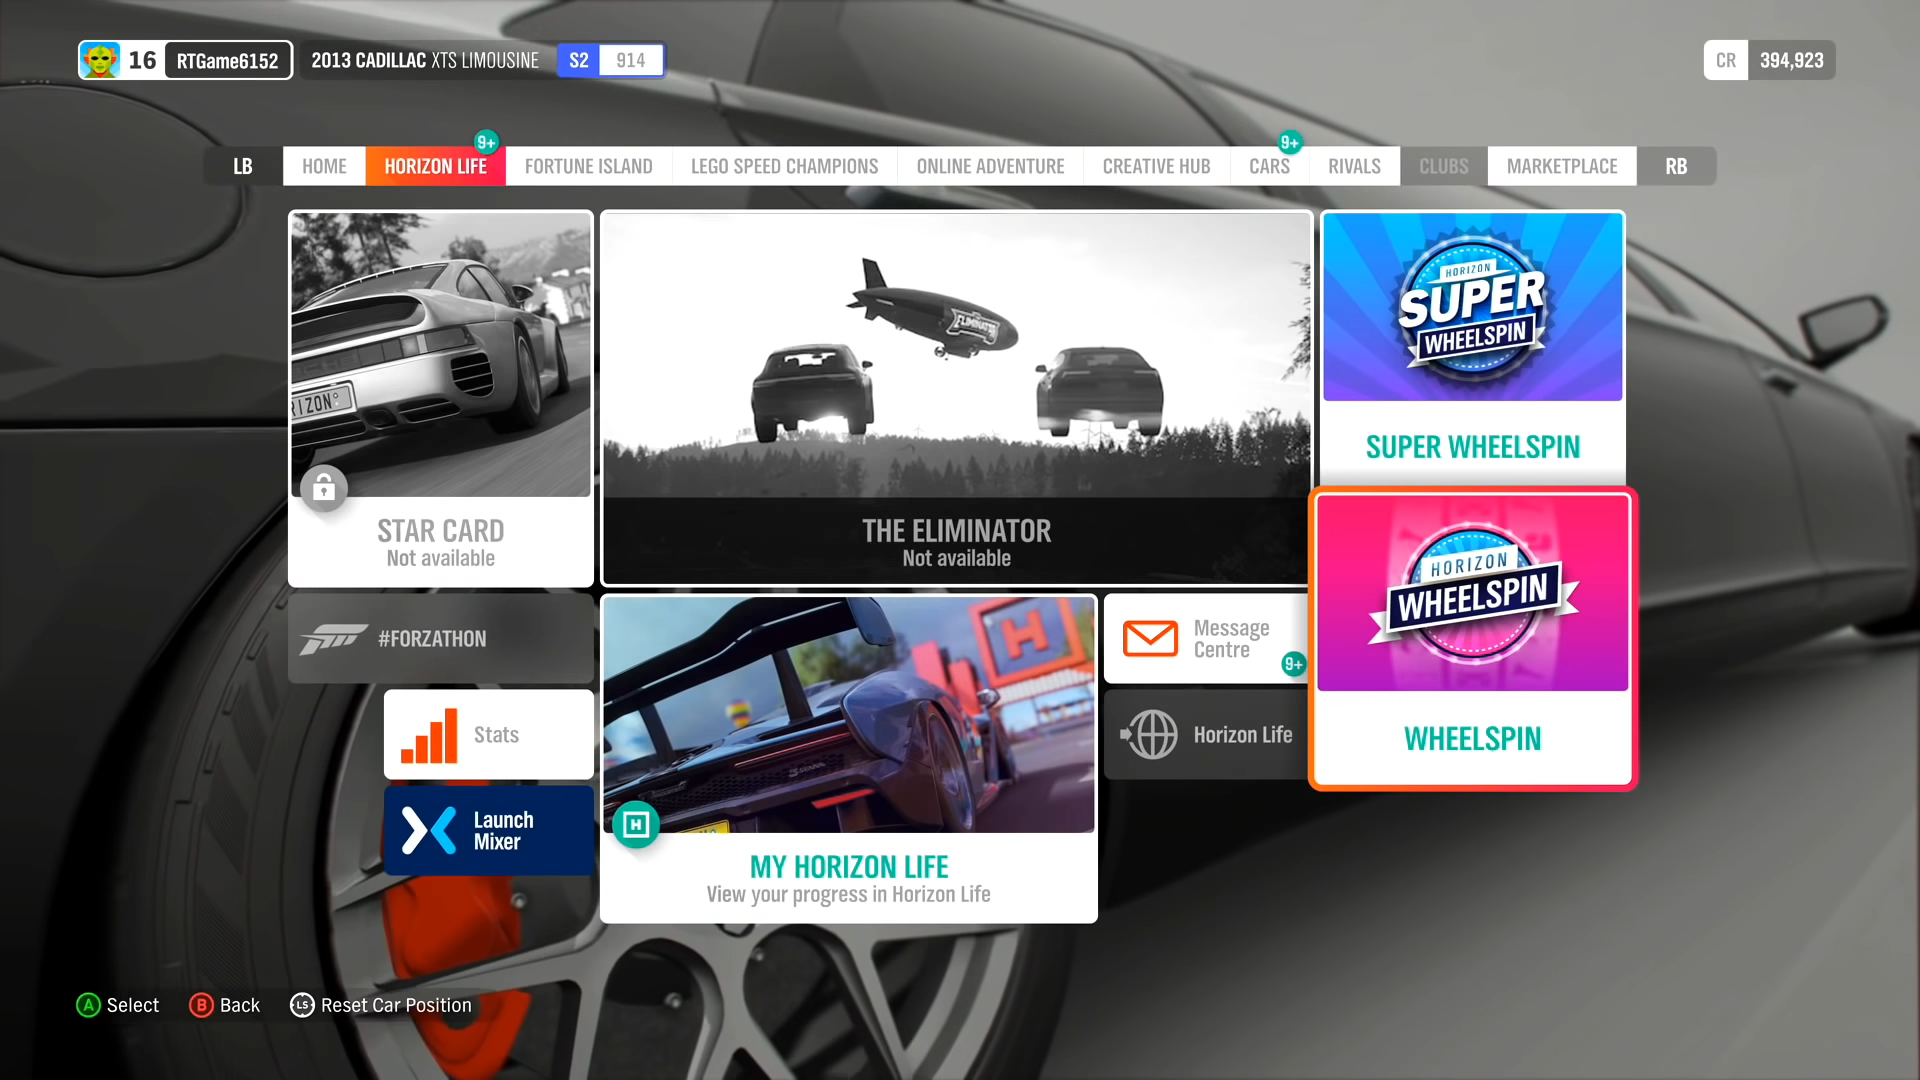 16 RTGame6152 2013 CADILLAC XTS LIMOUSINE S2 914 CR 394,923
9+ 9+
LB HOME HORIZON LIFE FORTUNE ISLAND LEGO SPEED CHAMPIONS ONLINE ADVENTURE CREATIVE HUB CARS RIVALS CLUBS MARKETPLACE RB
RIZON°
ELIMINATOR
HORIZON
SUPER
WHEELSPIN
SUPER WHEELSPIN
STAR CARD
Not available
THE ELIMINATOR
Not available
HORIZON
WHEELSPIN
WHEELSPIN
#FORZATHON
Stats
Launch
Mixer
H
H
MY HORIZON LIFE
View your progress in Horizon Life
Message
Centre
9+
Horizon Life
A Select B Back LS Reset Car Position